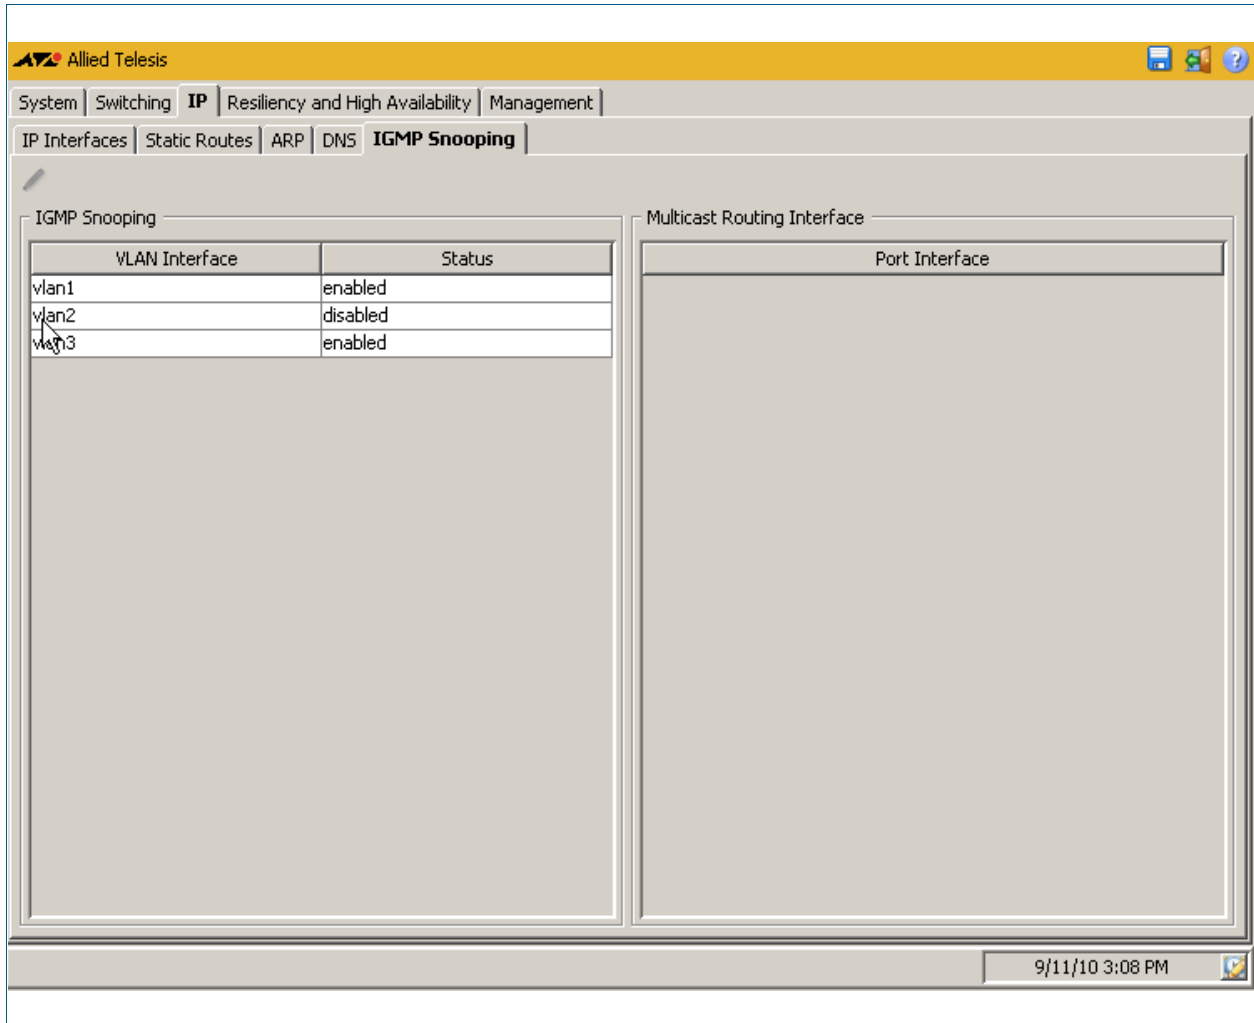 Allied Telesis
System Switching IP Resiliency and High Availability Management
IP Interfaces Static Routes ARP DNS IGMP Snooping
IGMP Snooping
VLAN Interface Status
vlan1 enabled
vlan2 disabled
vlan3 enabled
Multicast Routing Interface
Port Interface
9/11/10 3:08 PM